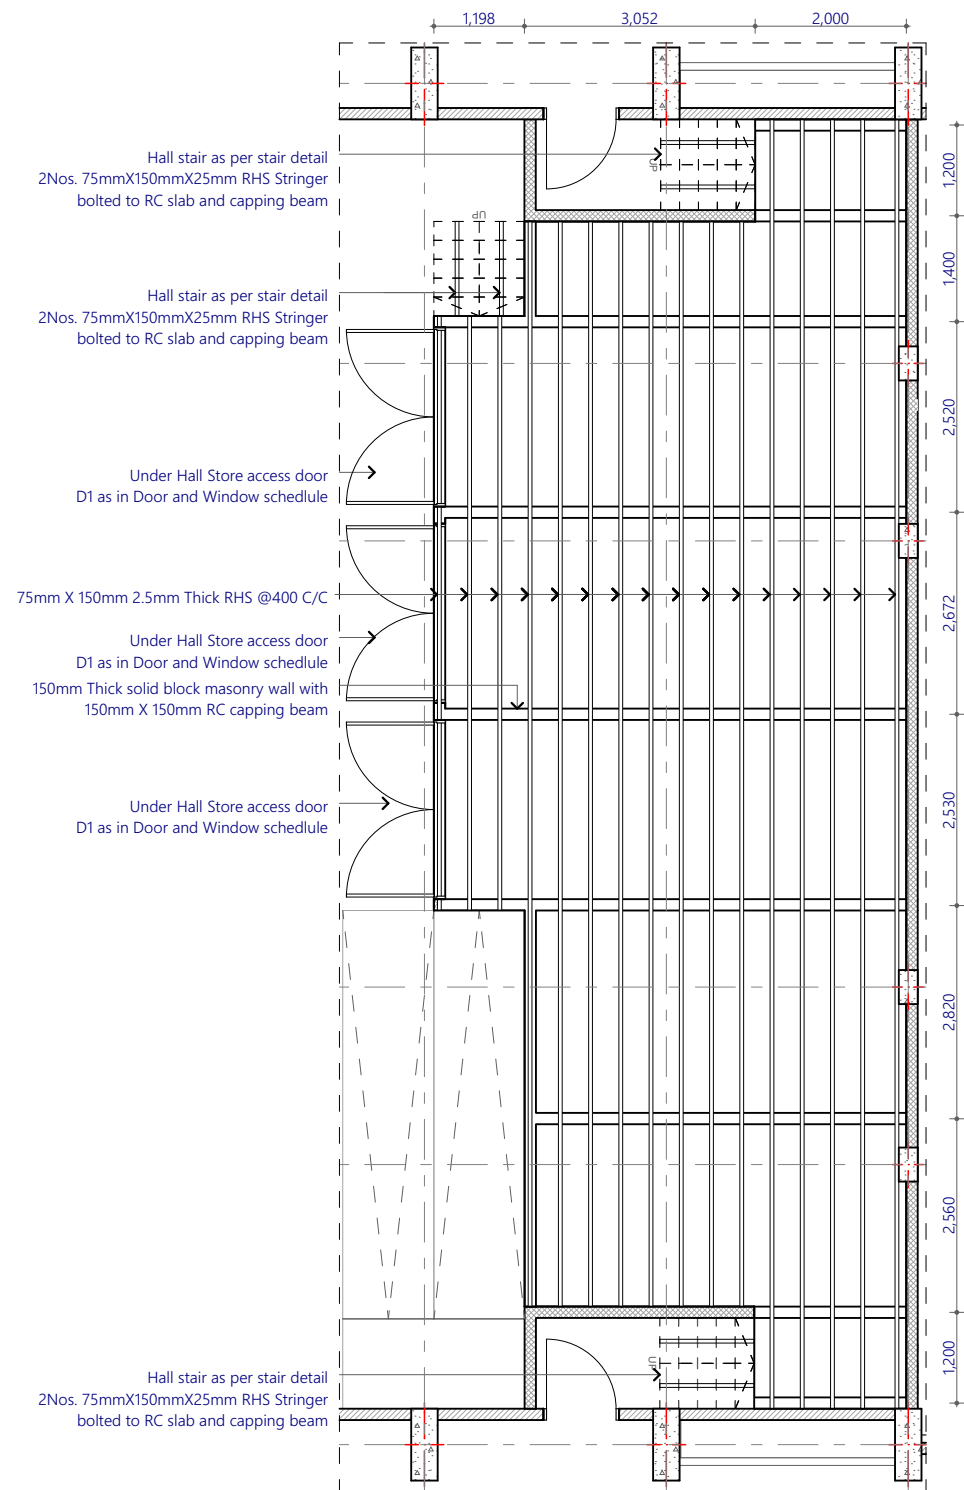 1,198
3,052
2,000
Hall stair as per stair detail
2Nos. 75mmX150mmX25mm RHS Stringer
bolted to RC slab and capping beam
UP
1,200
UP
1,400
Hall stair as per stair detail
2Nos. 75mmX150mmX25mm RHS Stringer
bolted to RC slab and capping beam
2,520
Under Hall Store access door
D1 as in Door and Window schedlule
75mm X 150mm 2.5mm Thick RHS @400 C/C
2,672
Under Hall Store access door
D1 as in Door and Window schedlule
150mm Thick solid block masonry wall with
150mm X 150mm RC capping beam
Under Hall Store access door
D1 as in Door and Window schedlule
2,530
2,820
2,560
1,200
UP
Hall stair as per stair detail
2Nos. 75mmX150mmX25mm RHS Stringer
bolted to RC slab and capping beam